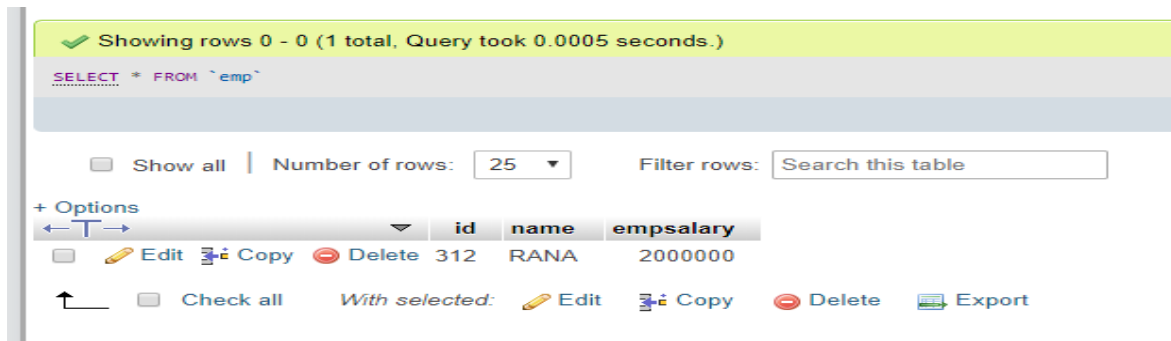 Showing rows 0 - 0 (1 total, Query took 0.0005 seconds.)
SELECT * FROM `emp`
Show all | Number of rows: 25 Filter rows: Search this table
+ Options
id name empsalary
Edit Copy Delete 312 RANA 2000000
Check all With selected: Edit Copy Delete Export